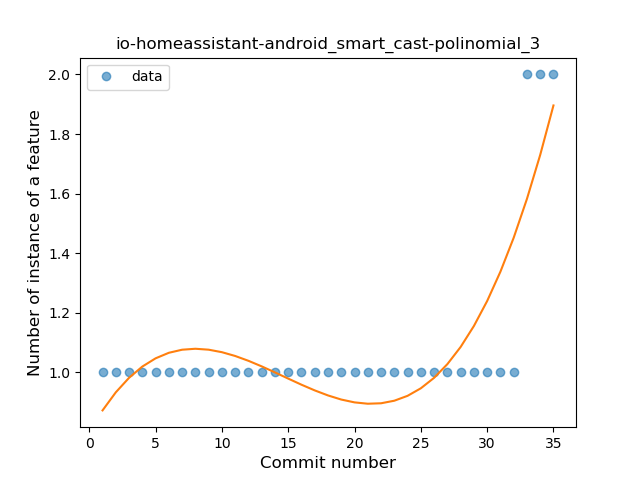 io-homeassistant-android_smart_cast-polinomial_3
data
Number of instance of a feature
2.0
1.8
1.6
1.4
1.2
1.0
0 5 10 15 20 25 30 35
Commit number